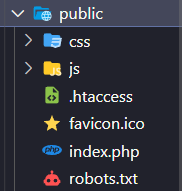 public
css
js
.htaccess
favicon.ico
index.php
robots.txt